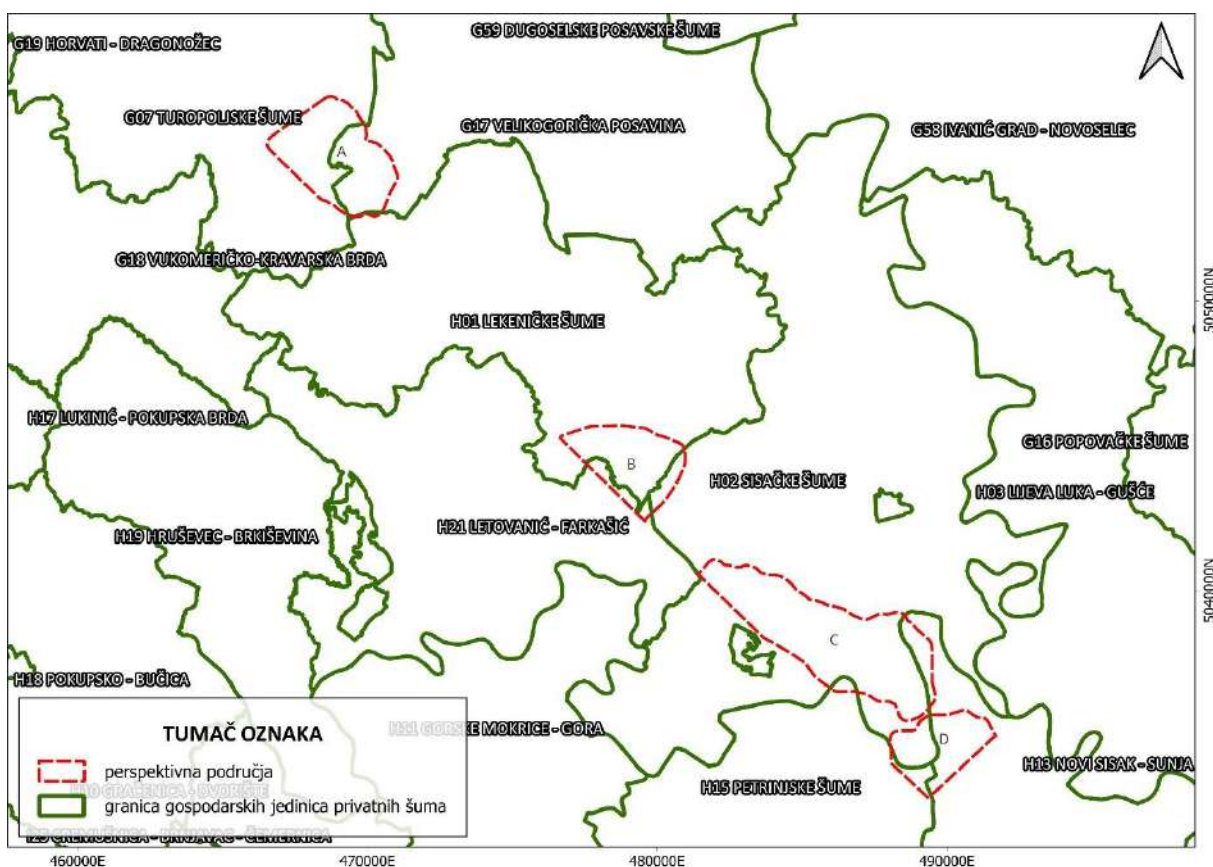 G59 DUGOSELSKE POSAVSKE ŠUME
G19 HORVATI - DRAGONOŽEC
G07 TUROPOLJSKE ŠUME
G17 VELIKOGORIČKA POSAVINA
G58 IVANIĆ GRAD - NOVOSELEC
A
G18 VUKOMERIČKO-KRAVARSKA BRDA
5050000N
H01 LEKENIČKE ŠUME
H17 LUKINIĆ - POKUPSKA BRDA
G16 POPOVAČKE ŠUME
B
H02 SISAČKE ŠUME
H03 LIJEVA LUKA - GUŠĆE
H21 LETOVANIĆ - FARKAŠIĆ
H19 HRUŠEVEC - BRKIŠEVINA
5040000N
C
H18 POKUPSKO - BUČICA
H11 GORSKE MOKRICE - GORA
TUMAČ OZNAKA
D
H13 NOVI SISAK - SUNJA
perspektivna područja
H15 PETRINJSKE ŠUME
granica gospodarskih jedinica privatnih šuma
460000E
470000E
480000E
490000E